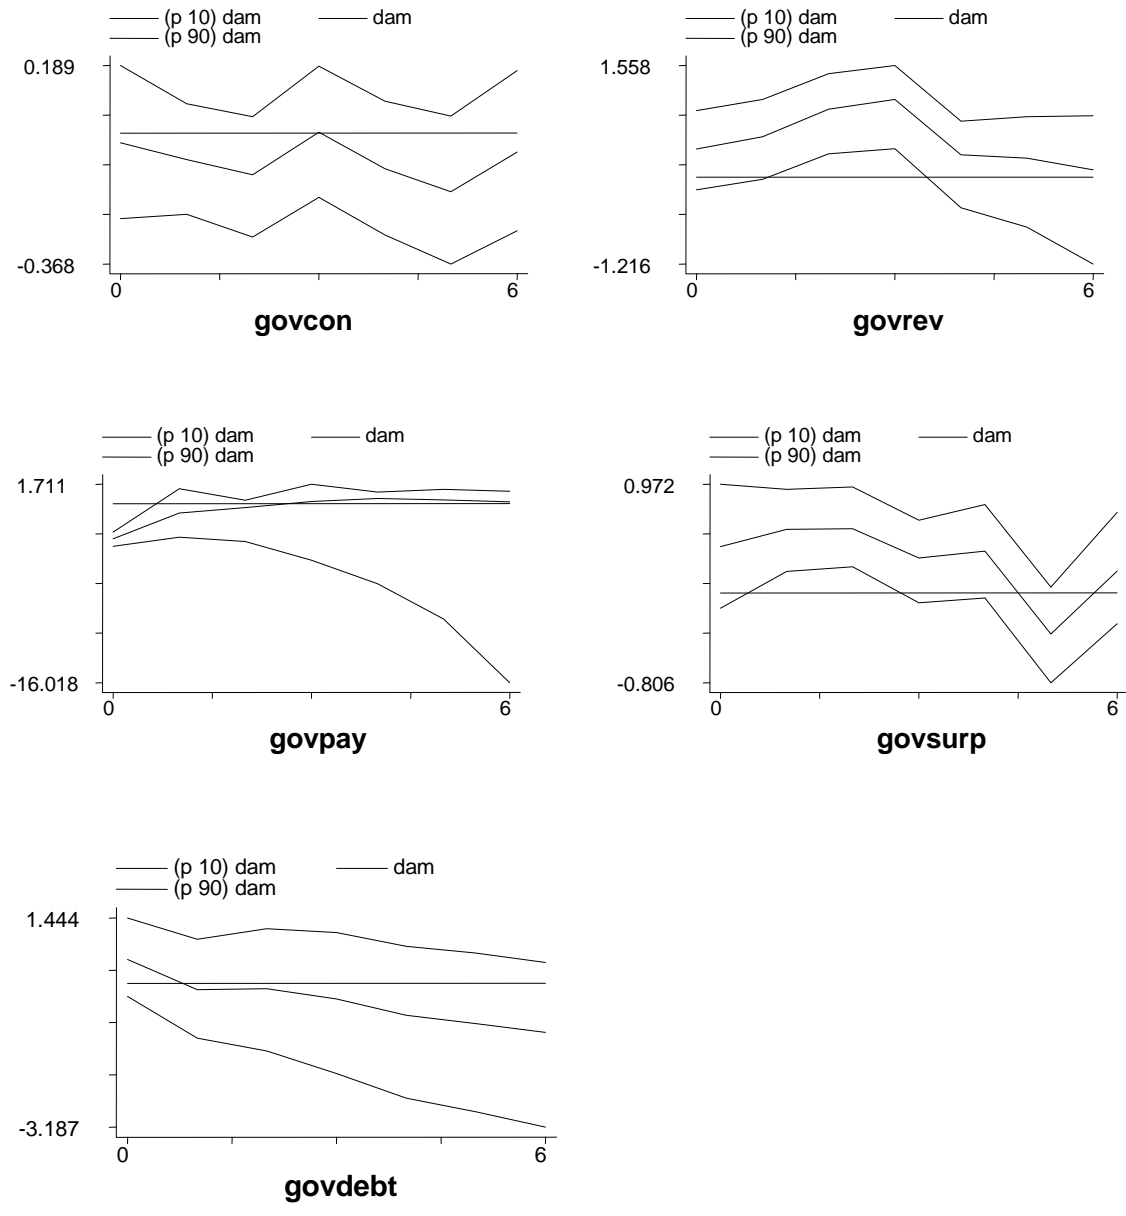 (p 10) dam dam
(p 90) dam
0.189
-0.368
0 6
govcon
(p 10) dam dam
(p 90) dam
1.558
-1.216
0 6
govrev
(p 10) dam dam
(p 90) dam
1.711
-16.018
0 6
govpay
(p 10) dam dam
(p 90) dam
0.972
-0.806
0 6
govsurp
(p 10) dam dam
(p 90) dam
1.444
-3.187
0 6
govdebt